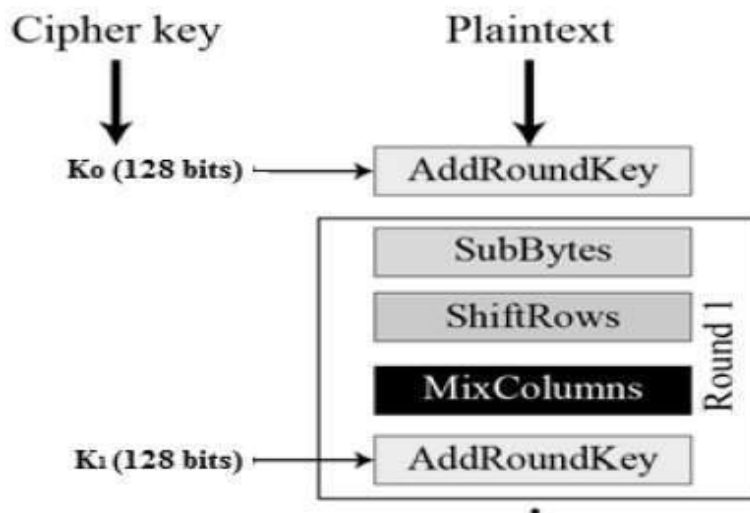 Cipher key Plaintext
K0 (128 bits) AddRoundKey
SubBytes
ShiftRows
MixColumns
Round 1
K1 (128 bits) AddRoundKey